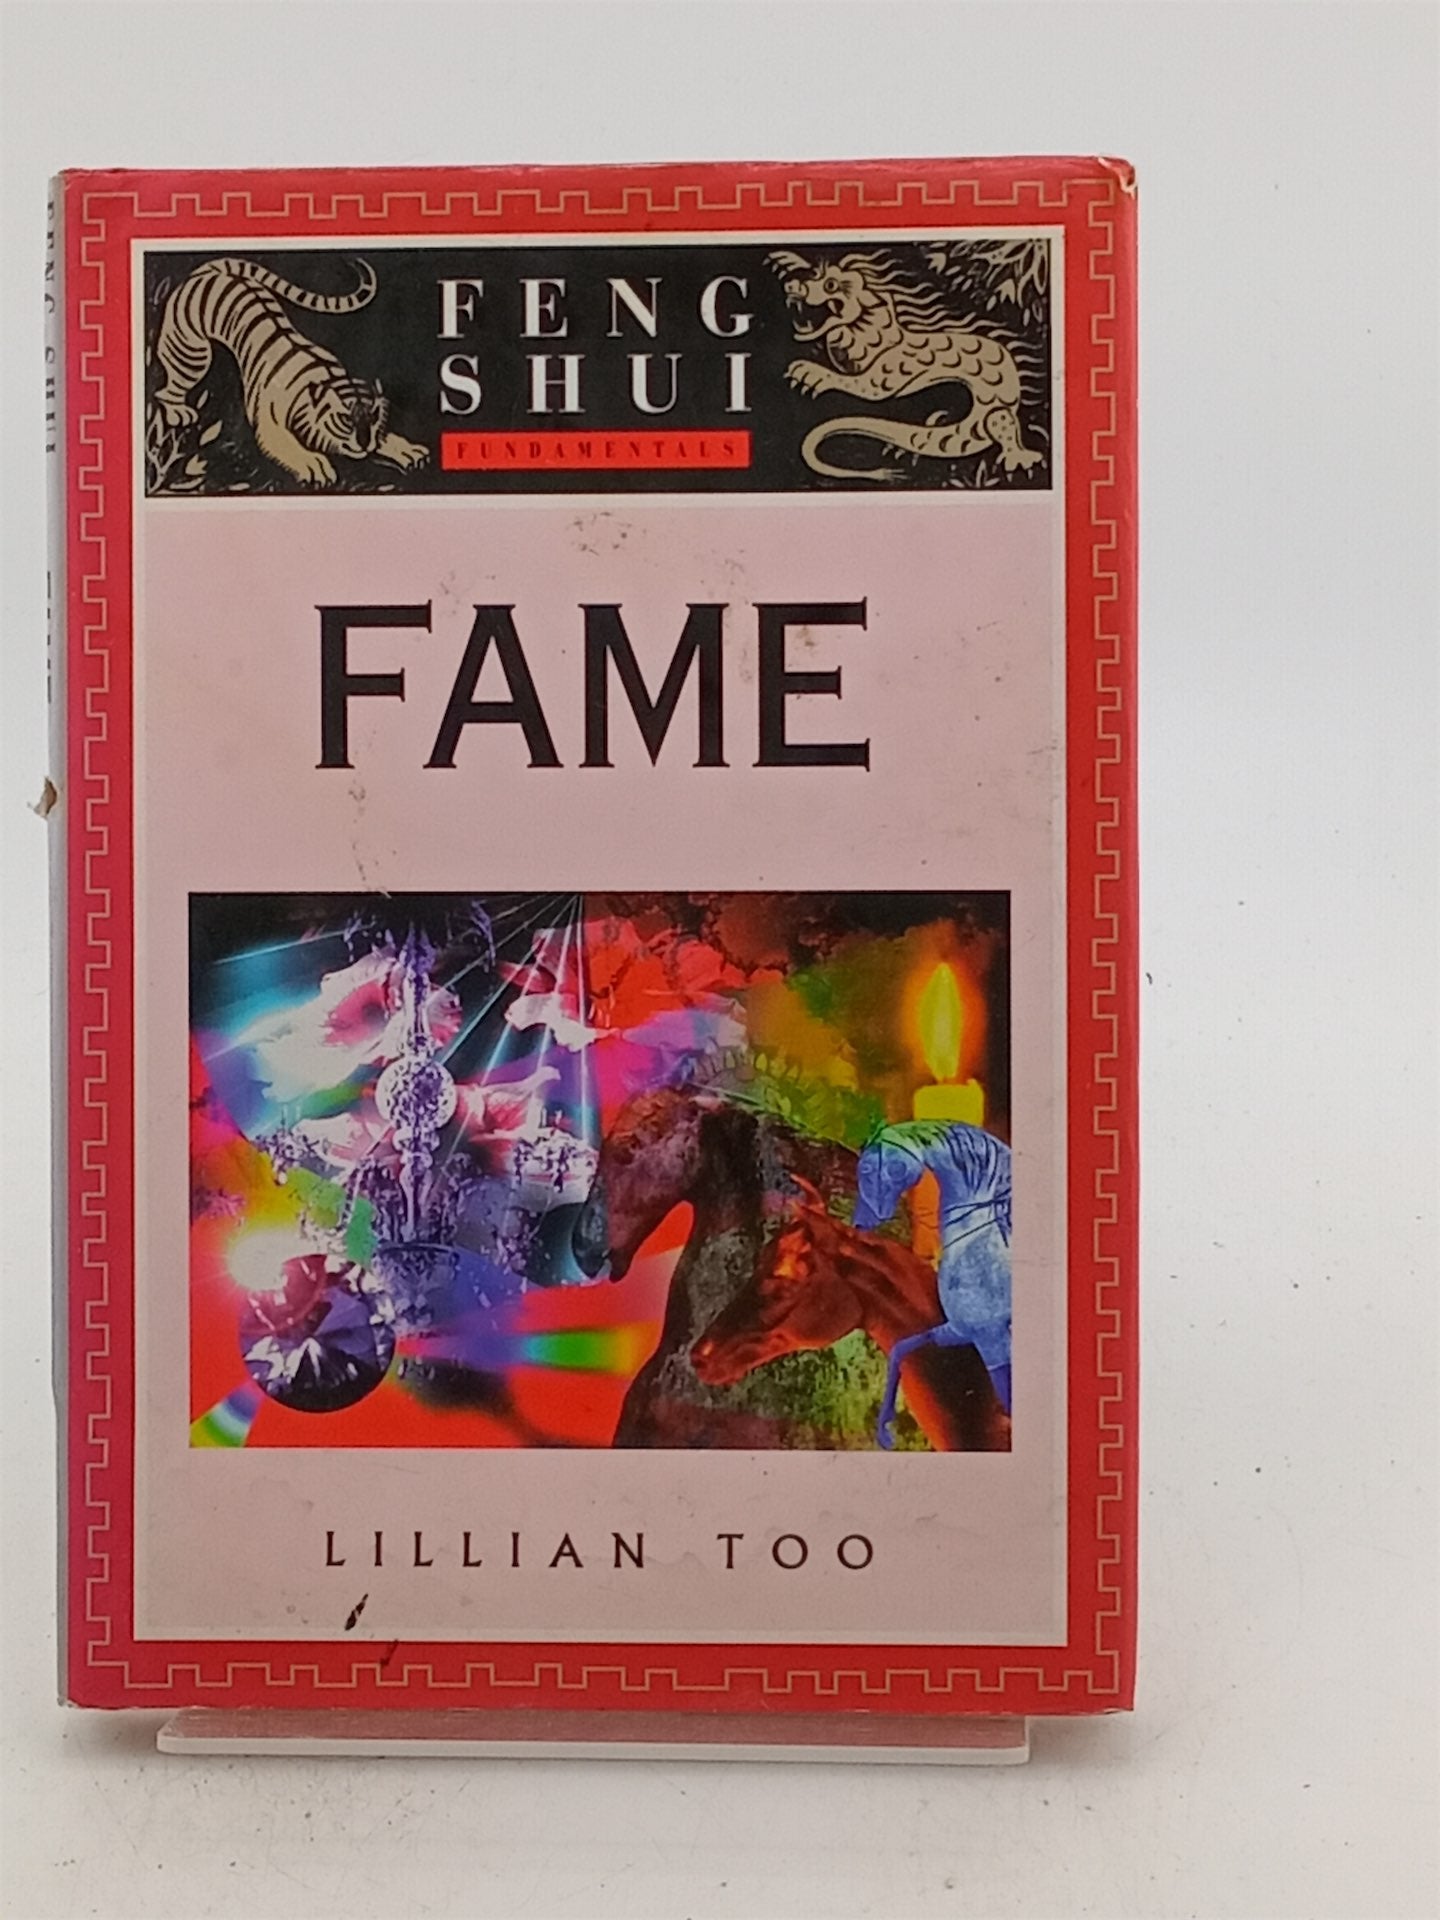 FENG
SHUI
FUNDAMENTALS
FAME
LILLIAN TOO
FENG SHUI